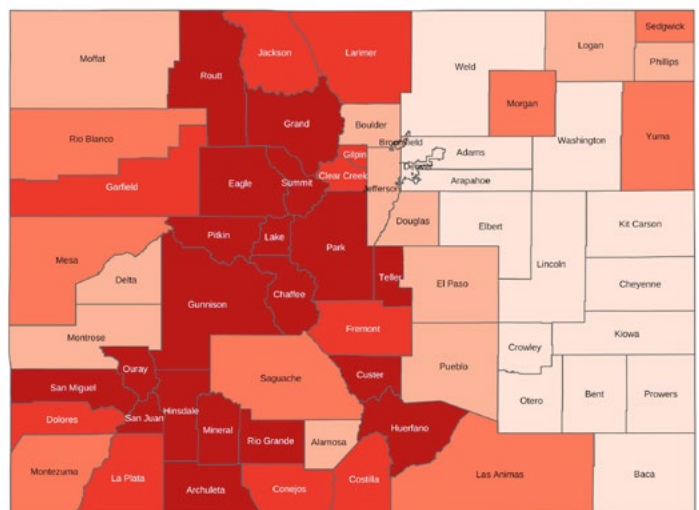 Sedgwick
Logan
Jackson
Larimer
Moffat
Phillips
Weld
Routt
Morgan
Grand
Boulder
Yuma
Rio Blanco
Washington
Broomfield
Adams
Gilpin
Denver
Clear Creek
Arapahoe
Garfield
Eagle
Summit
Jefferson
Douglas
Elbert
Kit Carson
Pitkin
Lake
Park
Mesa
Lincoln
Delta
Teller
El Paso
Cheyenne
Chaffee
Gunnison
Fremont
Kiowa
Montrose
Crowley
Ouray
Pueblo
Custer
Saguache
San Miguel
Bent
Prowers
Otero
Hinsdale
San Juan
Dolores
Mineral
Huerfano
Rio Grande
Alamosa
Montezuma
La Plata
Las Animas
Baca
Costilla
Conejos
Archuleta